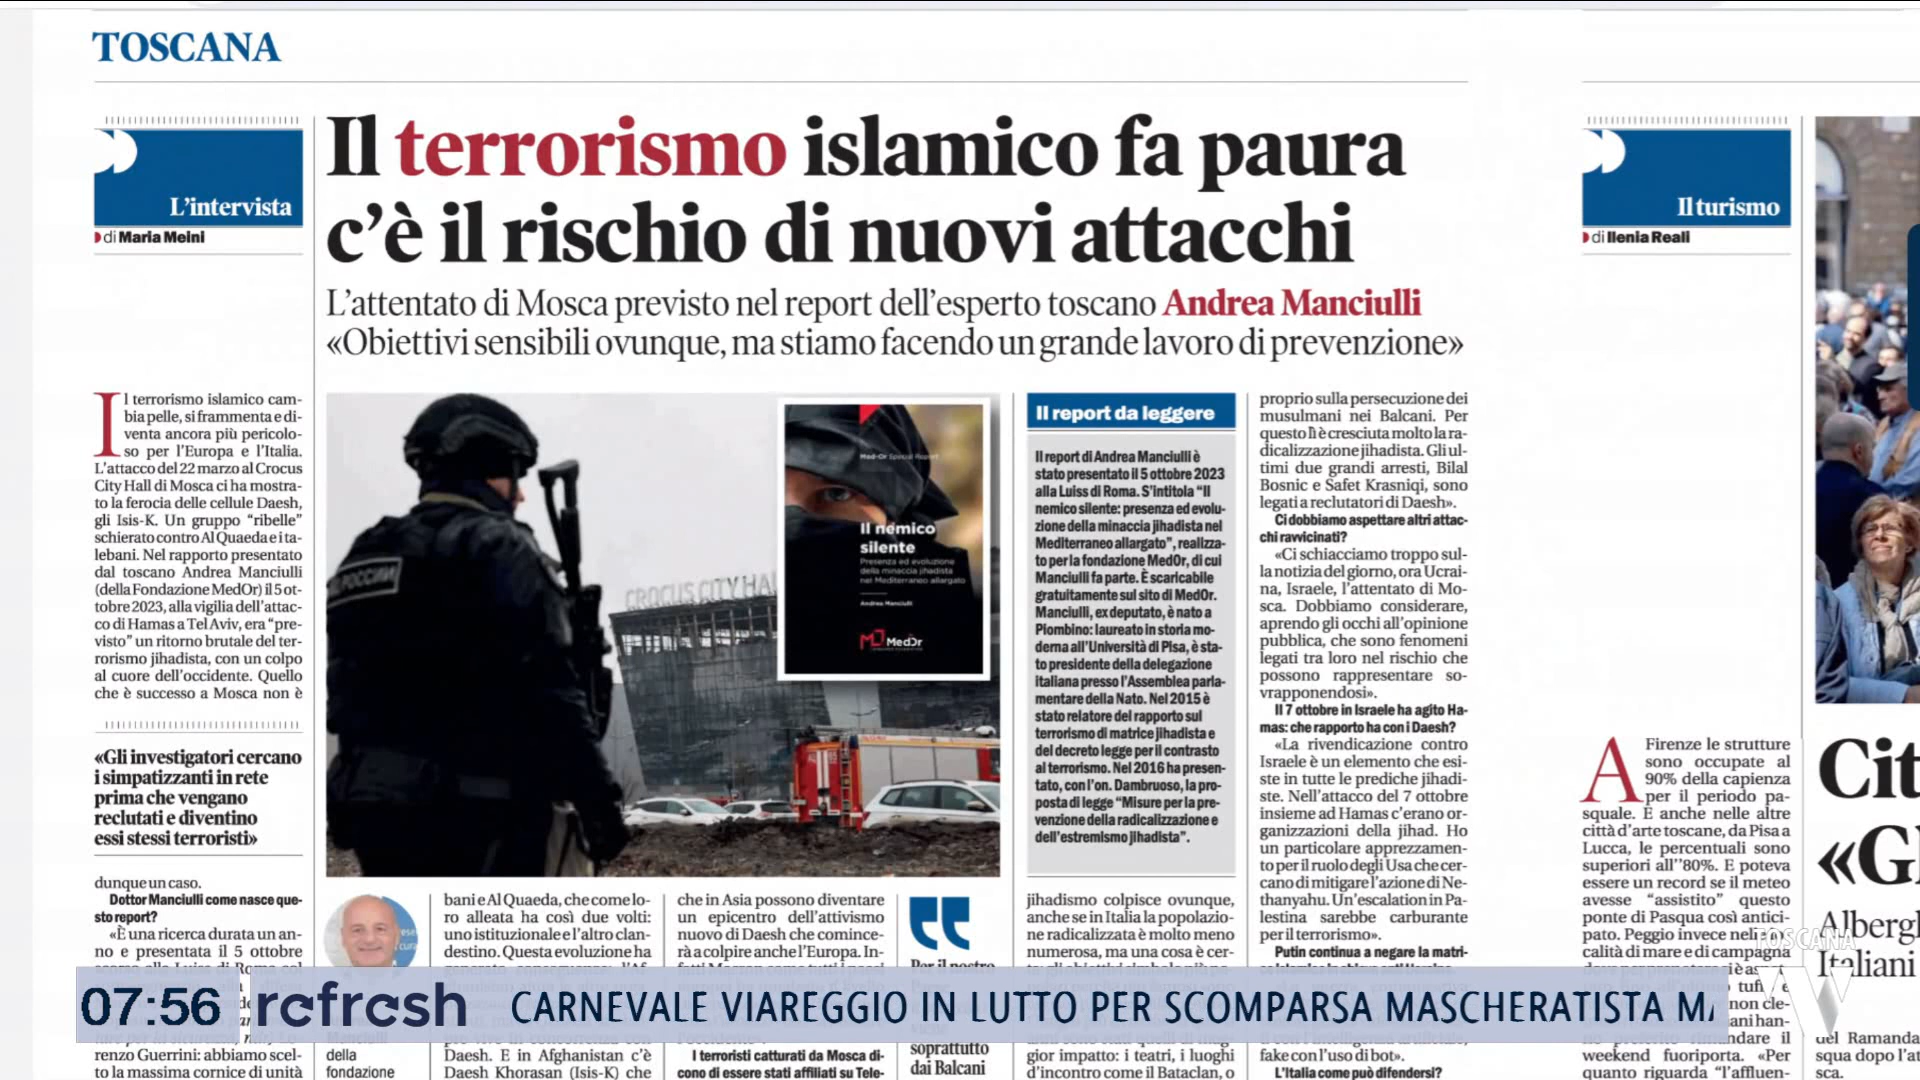 TOSCANA
L'intervista
di Maria Meini
Il terrorismo islamico fa paura
c'è il rischio di nuovi attacchi
L'attentato di Mosca previsto nel report dell'esperto toscano Andrea Manciulli
«Obiettivi sensibili ovunque, ma stiamo facendo un grande lavoro di prevenzione»
Il terrorismo islamico cam-
bia pelle, si frammenta e di-
venta ancora più pericolo-
so per l'Europa e l'Italia.
L'attacco del 22 marzo al Crocus
City Hall di Mosca ci ha mostra-
to la ferocia delle cellule Daesh,
gli Isis-K. Un gruppo "ribelle"
schierato contro Al Quaeda e i ta-
lebani. Nel rapporto presentato
dal toscano Andrea Manciulli
(della Fondazione MedOr) il 5 ot-
tobre 2023, alla vigilia dell'attac-
co di Hamas a Tel Aviv, era "pre-
visto" un ritorno brutale del ter-
rorismo jihadista, con un colpo
al cuore dell'occidente. Quello
che è successo a Mosca non è
«Gli investigatori cercano
i simpatizzanti in rete
prima che vengano
reclutati e diventino
essi stessi terroristi»
dunque un caso.
Dottor Manciulli come nasce que-
sto report?
«È una ricerca durata un an-
no e presentata il 5 ottobre
renzo Guerrini: abbiamo scel-
to la massima cornice di unità
РОССИИ
CROCUS CITY HA
Med-Or Special Report
Il nemico
silente
Presenza ed evoluzione
della minaccia jihadista
nel Mediterraneo allargato
Andrea Manciulli
MedOr
della
fondazione
bani e Al Quaeda, che come lo-
ro alleata ha così due volti:
uno istituzionale e l'altro clan-
destino. Questa evoluzione ha
Daesh. E in Afghanistan c'è
Daesh Khorasan (Isis-K) che
che in Asia possono diventare
un epicentro dell'attivismo
nuovo di Daesh che comince-
rà a colpire anche l'Europa. In-
I terroristi catturati da Mosca di-
cono di essere stati affiliati su Tele-
Per il nostro
soprattutto
dai Balcani
Il report da leggere
Il report di Andrea Manciulli è
stato presentato il 5 ottobre 2023
alla Luiss di Roma. S'intitola "Il
nemico silente: presenza ed evolu-
zione della minaccia jihadista nel
Mediterraneo allargato", realizza-
to per la fondazione MedOr, di cui
Manciulli fa parte. È scaricabile
gratuitamente sul sito di MedOr.
Manciulli, ex deputato, è nato a
Piombino: laureato in storia mo-
derna all'Università di Pisa, è sta-
to presidente della delegazione
italiana presso l'Assemblea parla-
mentare della Nato. Nel 2015 è
stato relatore del rapporto sul
terrorismo di matrice jihadista e
del decreto legge per il contrasto
al terrorismo. Nel 2016 ha presen-
tato, con l'on. Dambruoso, la pro-
posta di legge "Misure per la pre-
venzione della radicalizzazione e
dell'estremismo jihadista".
jihadismo colpisce ovunque,
anche se in Italia la popolazio-
ne radicalizzata è molto meno
numerosa, ma una cosa è cer-
gior impatto: i teatri, i luoghi
d'incontro come il Bataclan, o
proprio sulla persecuzione dei
musulmani nei Balcani. Per
questo lì è cresciuta molto la ra-
dicalizzazione jihadista. Gli ul-
timi due grandi arresti, Bilal
Bosnic e Safet Krasniqi, sono
legati a reclutatori di Daesh».
Ci dobbiamo aspettare altri attac-
chi ravvicinati?
«Ci schiacciamo troppo sul-
la notizia del giorno, ora Ucrai-
na, Israele, l'attentato di Mo-
sca. Dobbiamo considerare,
aprendo gli occhi all'opinione
pubblica, che sono fenomeni
legati tra loro nel rischio che
possono rappresentare so-
vrapponendosi».
Il 7 ottobre in Israele ha agito Ha-
mas: che rapporto ha con i Daesh?
«La rivendicazione contro
Israele è un elemento che esi-
ste in tutte le prediche jihadi-
ste. Nell'attacco del 7 ottobre
insieme ad Hamas c'erano or-
ganizzazioni della jihad. Ho
un particolare apprezzamen-
to per il ruolo degli Usa che cer-
cano di mitigare l'azione di Ne-
thanyahu. Un'escalation in Pa-
lestina sarebbe carburante
per il terrorismo».
Putin continua a negare la matri-
fake con l'uso di bot».
L'Italia come può difendersi?
Il turismo
di Ilenia Reali
A Firenze le strutture
sono occupate al
90% della capienza
per il periodo pa-
squale. E anche nelle altre
città d'arte toscane, da Pisa a
Lucca, le percentuali sono
superiori all''80%. E poteva
essere un record se il meteo
avesse "assistito" questo
ponte di Pasqua così antici-
pato. Peggio invece nelle lo-
calità di mare e di campagna
weekend fuoriporta. «Per
quanto riguarda "l'affluen-
Cit
«Gl
Albergh
Italiani
del Ramanda
squa dopo l'at
sca.
TOSCANA
07:56 refresh CARNEVALE VIAREGGIO IN LUTTO PER SCOMPARSA MASCHERATISTA MA